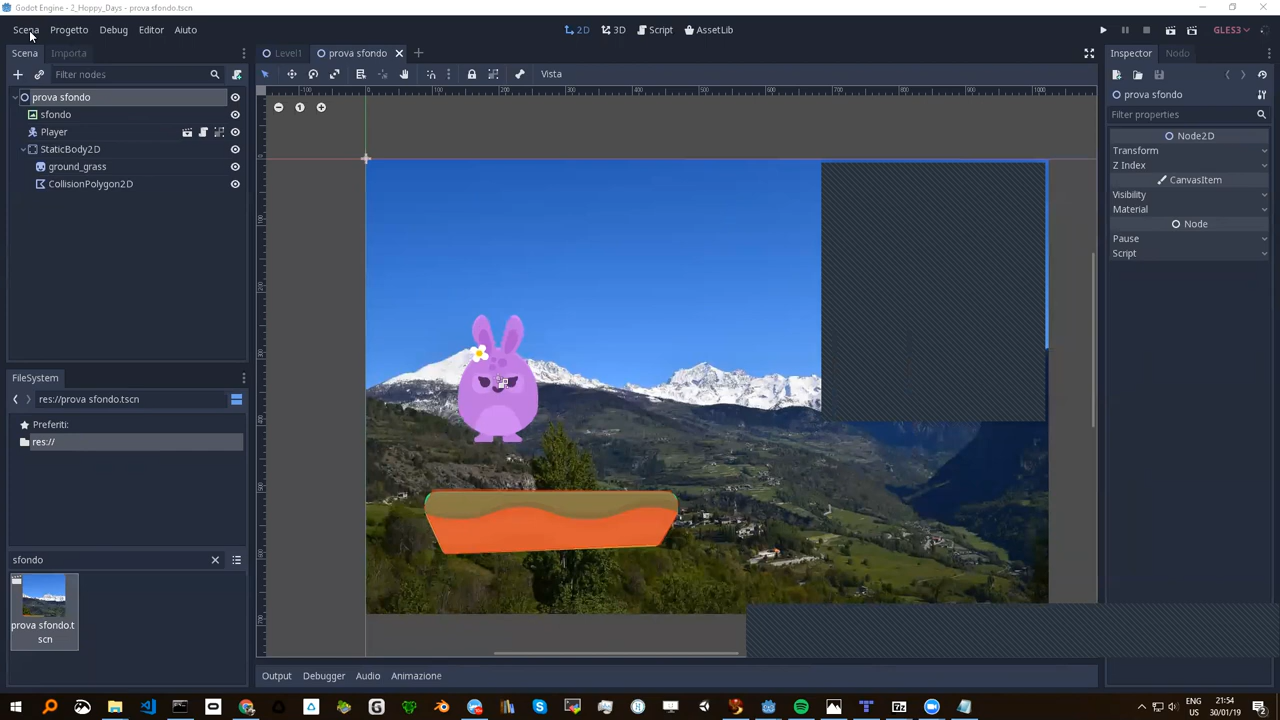 Godot Engine - 2_Hoppy_Days - prova sfondo.tscn
Scena Progetto Debug Editor Aiuto
2D 3D Script AssetLib
GLES3
Scena Importa
Level1 prova sfondo
Inspector Nodo
Filter nodes
Vista
prova sfondo
sfondo
Player
StaticBody2D
ground_grass
CollisionPolygon2D
prova sfondo
Filter properties
Node2D
Transform
Z Index
CanvasItem
Visibility
Material
Node
Pause
Script
FileSystem
res://prova sfondo.tscn
Preferiti:
res://
sfondo
prova sfondo.t
scn
Output Debugger Audio Animazione
ENG
US
21:54
30/01/19